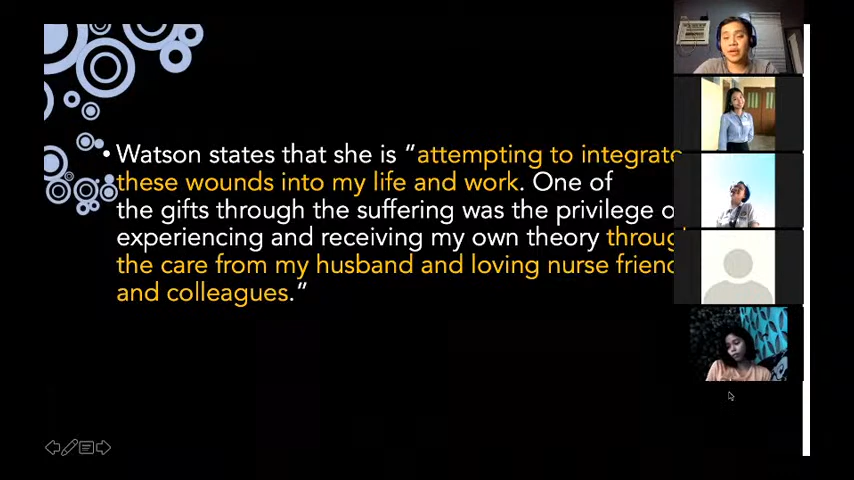 • Watson states that she is “attempting to integrate
these wounds into my life and work. One of
the gifts through the suffering was the privilege o
experiencing and receiving my own theory throug
the care from my husband and loving nurse frienc
and colleagues.”